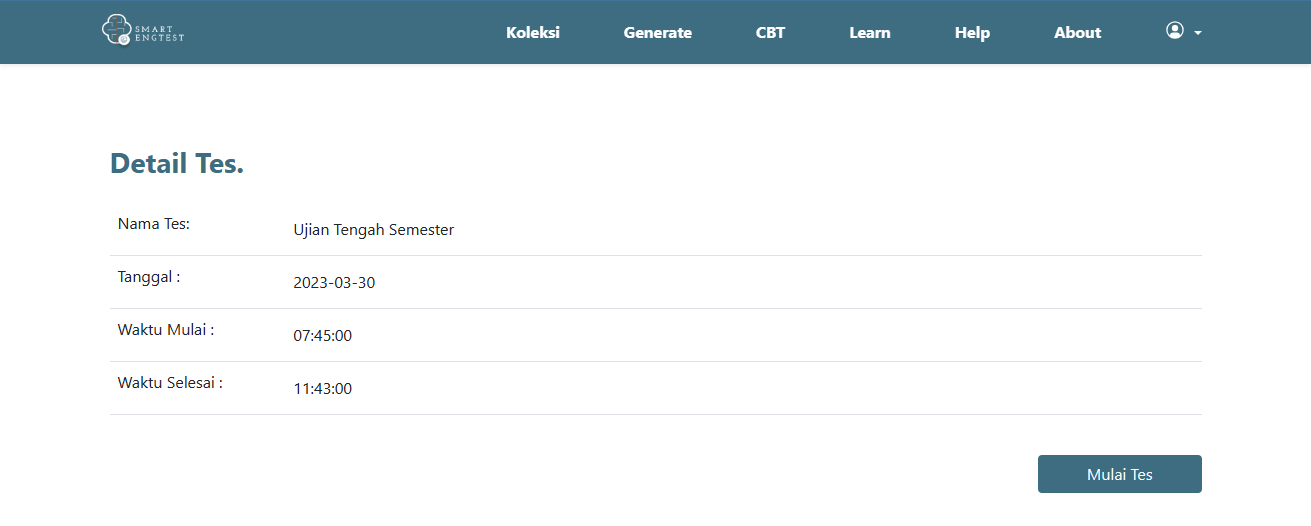 SMART
ENGTEST
Koleksi Generate CBT Learn Help About
Detail Tes.
Nama Tes: Ujian Tengah Semester
Tanggal : 2023-03-30
Waktu Mulai : 07:45:00
Waktu Selesai : 11:43:00
Mulai Tes